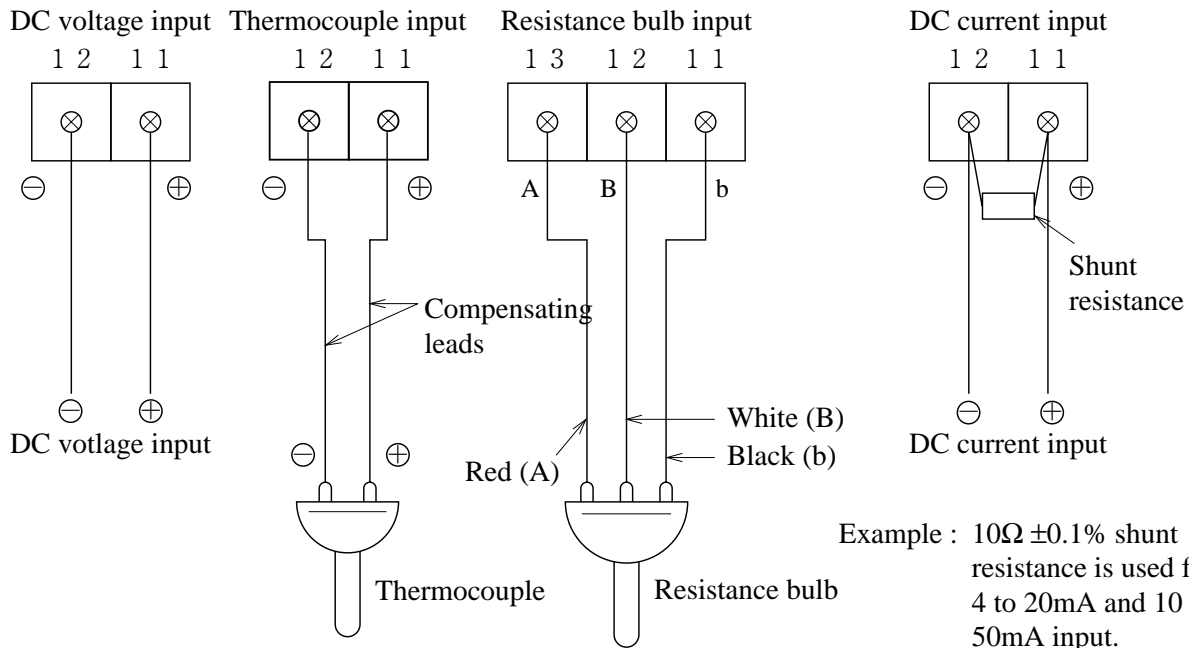 DC voltage input
1 2 1 1
⊖ ⊕
⊖ ⊕
DC votlage input
Thermocouple input
1 2 1 1
⊖ ⊕
Compensating
leads
⊖ ⊕
Thermocouple
Resistance bulb input
1 3 1 2 1 1
A B b
White (B)
Red (A)
Black (b)
Resistance bulb
DC current input
1 2 1 1
⊖ ⊕
Shunt
resistance
⊖ ⊕
DC current input
Example : 10Ω ±0.1% shunt
resistance is used
4 to 20mA and 10
50mA input.